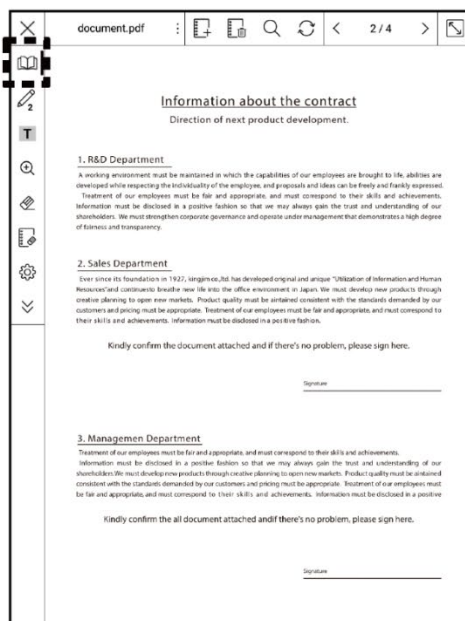 document.pdf
2 / 4
2
T
Information about the contract
Direction of next product development.
1. R&D Department
A working environment must be maintained in which the capabilities of our employees are brought to life, abilities are
developed while respecting the individuality of the employee, and proposals and ideas can be freely and frankly expressed.
Treatment of our employees must be fair and appropriate, and must correspond to their skills and achievements.
Information must be disclosed in a positive fashion so that we may always gain the trust and understanding of our
shareholders. We must strengthen corporate governance and operate under management that demonstrates a high degree
of fairness and transparency.
2. Sales Department
Ever since its foundation in 1927, kingjim co,.ltd. has developed original and unique "Utilization of Information and Human
Resources"and continuesto breathe new life into the office environment in Japan. We must develop new products through
creative planning to open new markets. Product quality must be aintained consistent with the standards demanded by our
customers and pricing must be appropriate. Treatment of our employees must be fair and appropriate, and must correspond to
their skills and achievements. Information must be disclosed in a positive fashion.
Kindly confirm the document attached and if there's no problem, please sign here.
Signature
3. Managemen Department
Treatment of our employees must be fair and appropriate, and must correspond to their skills and achievements.
Information must be disclosed in a positive fashion so that we may always gain the trust and understanding of our
shareholders.We must develop new products through creative planning to open new markets. Product quality must be aintained
consistent with the standards demanded by our customers and pricing must be appropriate. Treatment of our employees must
be fair and appropriate, and must correspond to their skills and achievements. Information must be disclosed in a positive
Kindly confirm the all document attached andif there's no problem, please sign here.
Signature